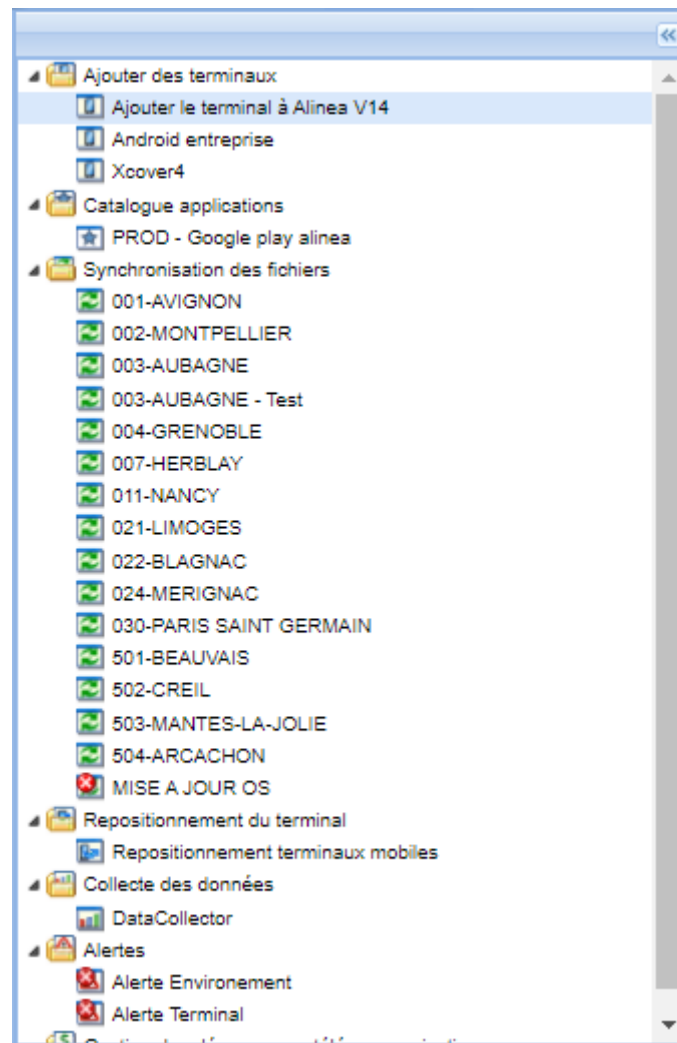 Ajouter des terminaux
Ajouter le terminal à Alinea V14
Android entreprise
Xcover4
Catalogue applications
PROD - Google play alinea
Synchronisation des fichiers
001-AVIGNON
002-MONTPELLIER
003-AUBAGNE
003-AUBAGNE - Test
004-GRENOBLE
007-HERBLAY
011-NANCY
021-LIMOGES
022-BLAGNAC
024-MERIGNAC
030-PARIS SAINT GERMAIN
501-BEAUVAIS
502-CREIL
503-MANTES-LA-JOLIE
504-ARCACHON
MISE A JOUR OS
Repositionnement du terminal
Repositionnement terminaux mobiles
Collecte des données
DataCollector
Alertes
Alerte Environement
Alerte Terminal